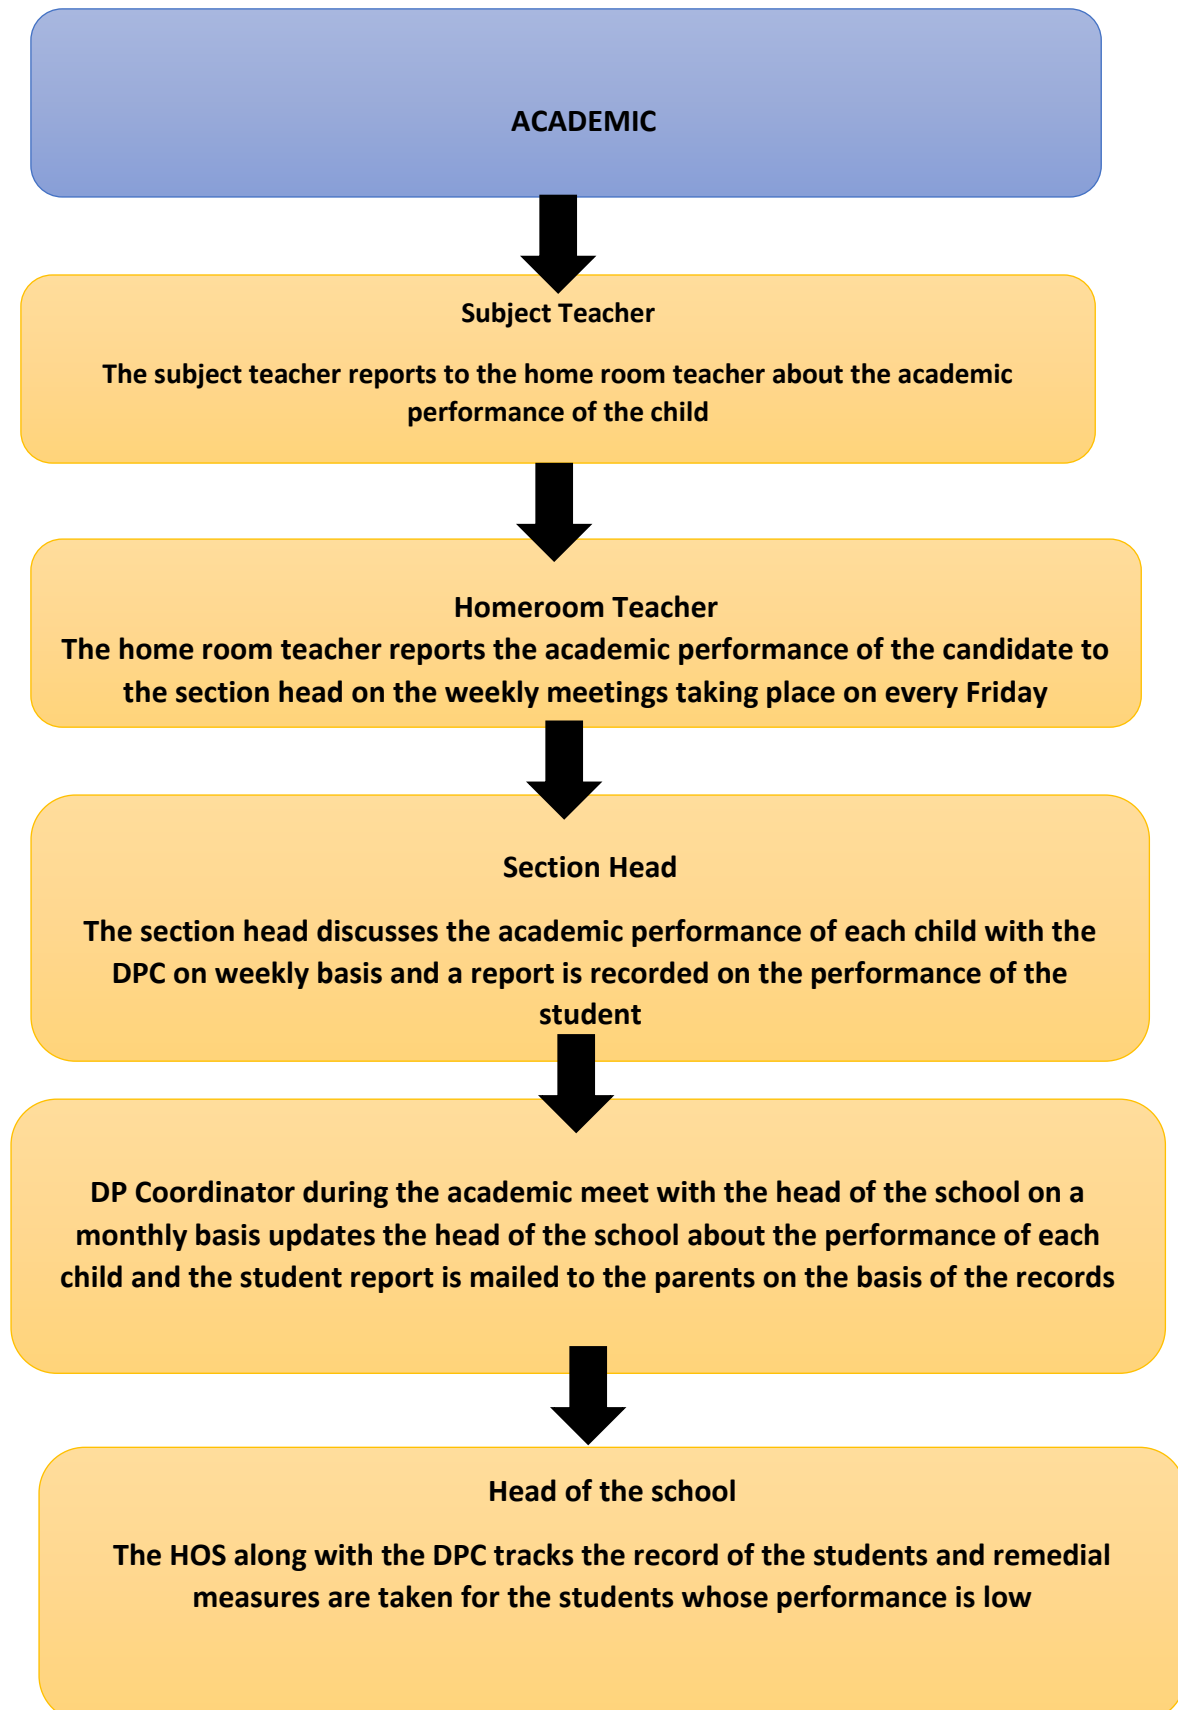 ACADEMIC
Subject Teacher
The subject teacher reports to the home room teacher about the academic
performance of the child
Homeroom Teacher
The home room teacher reports the academic performance of the candidate to
the section head on the weekly meetings taking place on every Friday
Section Head
The section head discusses the academic performance of each child with the
DPC on weekly basis and a report is recorded on the performance of the
student
DP Coordinator during the academic meet with the head of the school on a
monthly basis updates the head of the school about the performance of each
child and the student report is mailed to the parents on the basis of the records
Head of the school
The HOS along with the DPC tracks the record of the students and remedial
measures are taken for the students whose performance is low